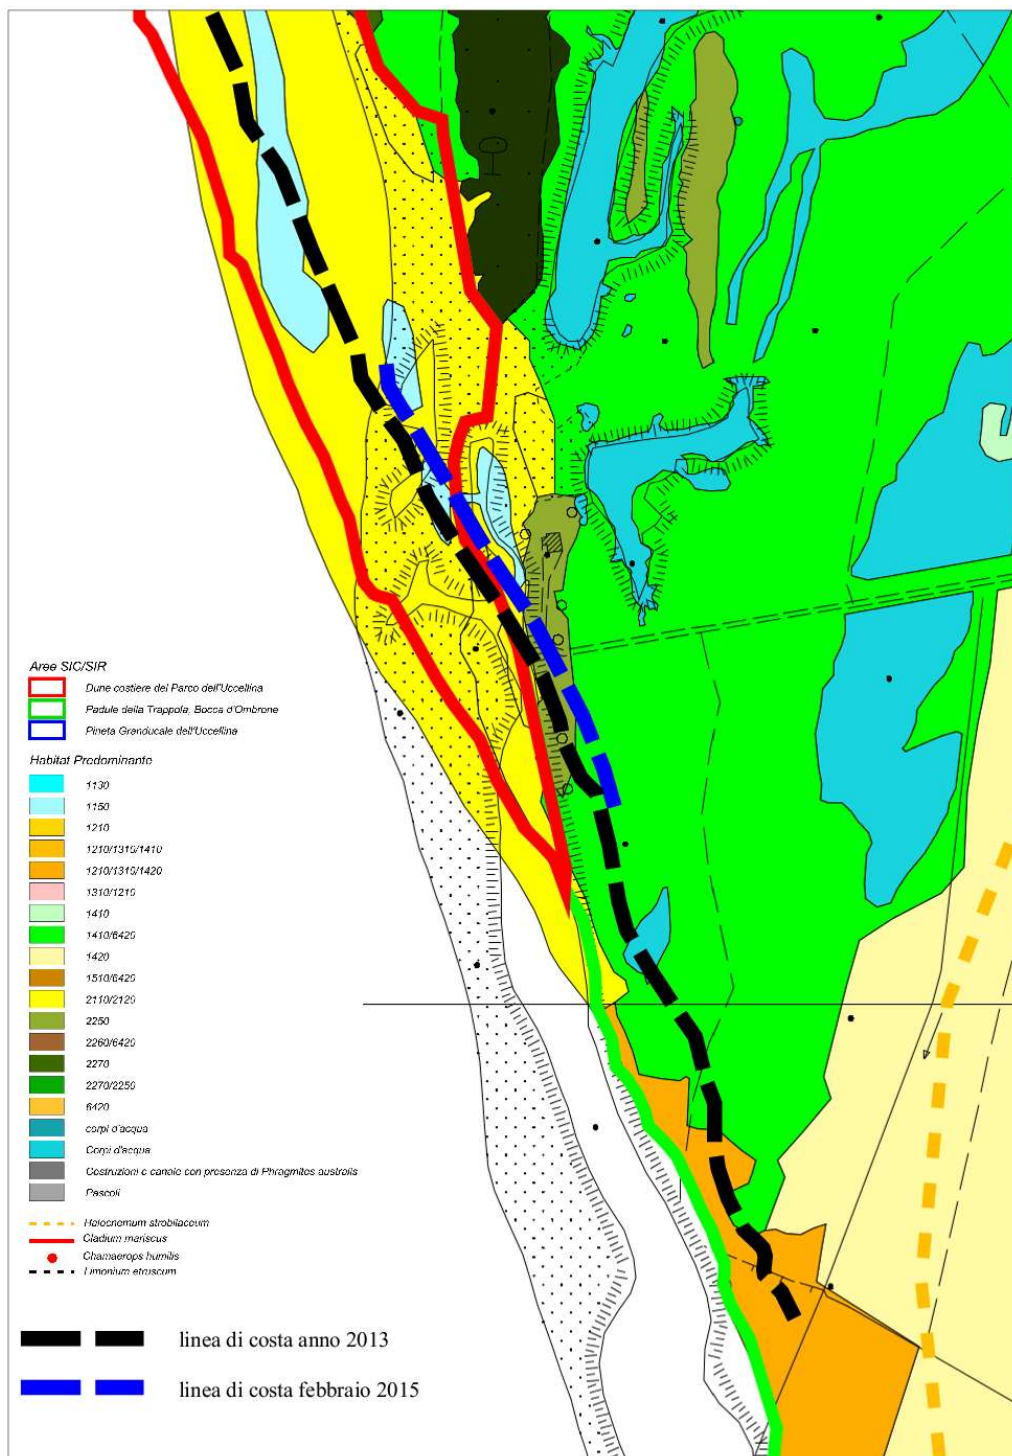 Aree SIC/SIR
Dune costiere del Parco dell'Uccellina
Padule della Trappola, Bocca d'Ombrone
Pineta Granducale dell'Uccellina
Habitat Predominante
1130
1150
1210
1210/1310/1410
1210/1310/1420
1310/1210
1410
1410/6420
1420
1510/6420
2110/2120
2250
2260/6420
2270
2270/2250
6420
corpi d'acqua
Corpi d'acqua
Costruzioni e canale con presenza di Phragmites australis
Pascoli
Halocnemum strobilaceum
Cladium mariscus
Chamaerops humilis
Limonium etruscum
linea di costa anno 2013
linea di costa febbraio 2015